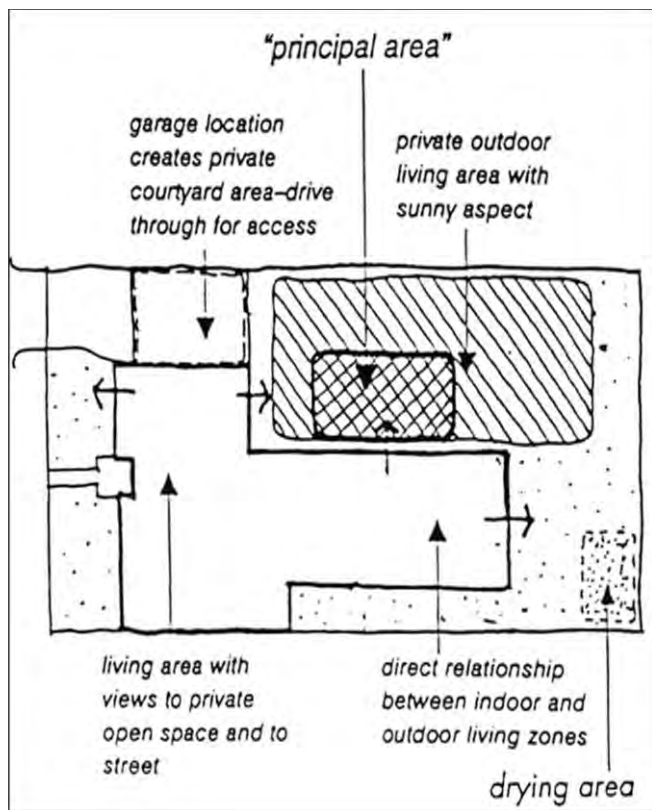 "principal area"
garage location
creates private
courtyard area–drive
through for access
private outdoor
living area with
sunny aspect
living area with
views to private
open space and to
street
direct relationship
between indoor and
outdoor living zones
drying area